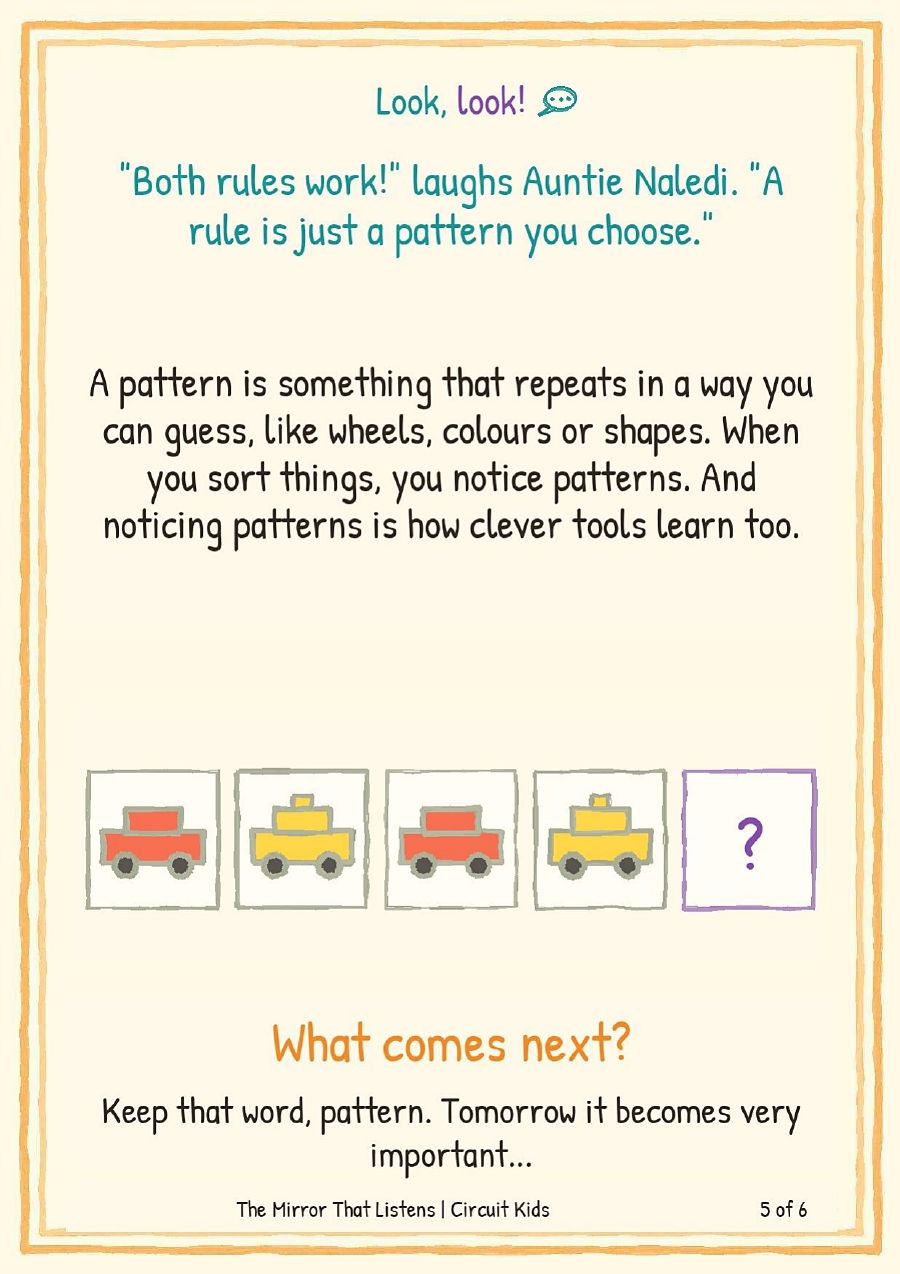 Look, look!
"Both rules work!" laughs Auntie Naledi. "A
rule is just a pattern you choose."
A pattern is something that repeats in a way you
can guess, like wheels, colours or shapes. When
you sort things, you notice patterns. And
noticing patterns is how clever tools learn too.
?
What comes next?
Keep that word, pattern. Tomorrow it becomes very
important...
The Mirror That Listens | Circuit Kids 5 of 6